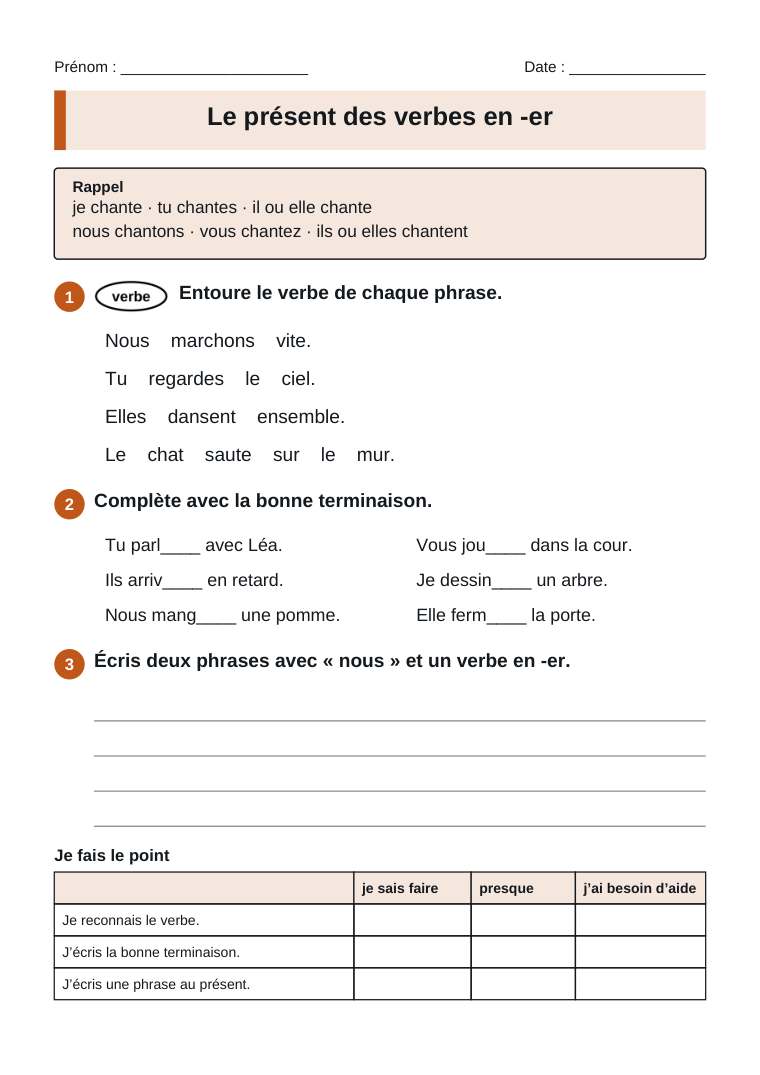 Prénom : ______________________ Date : ________________
Le présent des verbes en -er
Rappel
je chante · tu chantes · il ou elle chante
nous chantons · vous chantez · ils ou elles chantent
1 verbe Entoure le verbe de chaque phrase.
Nous marchons vite.
Tu regardes le ciel.
Elles dansent ensemble.
Le chat saute sur le mur.
2 Complète avec la bonne terminaison.
Tu parl____ avec Léa. Vous jou____ dans la cour.
Ils arriv____ en retard. Je dessin____ un arbre.
Nous mang____ une pomme. Elle ferm____ la porte.
3 Écris deux phrases avec « nous » et un verbe en -er.
Je fais le point
je sais faire presque j’ai besoin d’aide
Je reconnais le verbe.
J’écris la bonne terminaison.
J’écris une phrase au présent.